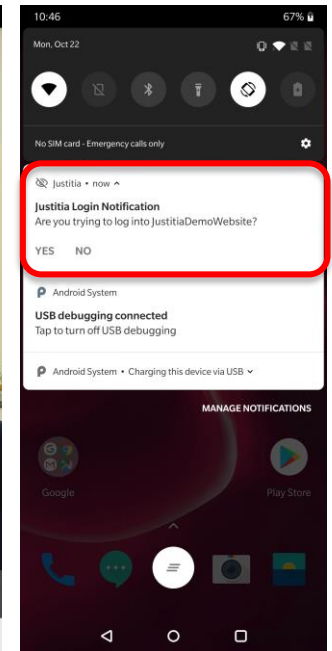 10:46 67%
Mon, Oct 22
No SIM card - Emergency calls only
Justitia • now
Justitia Login Notification
Are you trying to log into JustitiaDemoWebsite?
YES NO
Android System
USB debugging connected
Tap to turn off USB debugging
Android System • Charging this device via USB
MANAGE NOTIFICATIONS
Google Play Store